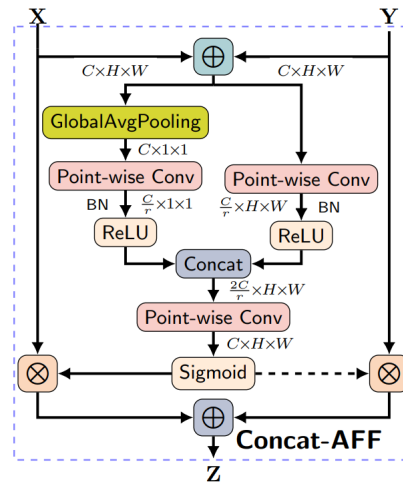 X Y
⊕
C×H×W C×H×W
GlobalAvgPooling
C×1×1
Point-wise Conv Point-wise Conv
BN C/r×1×1 C/r×H×W BN
ReLU ReLU
Concat
2C/r×H×W
Point-wise Conv
C×H×W
⊗ Sigmoid ⊗
⊕ Concat-AFF
Z